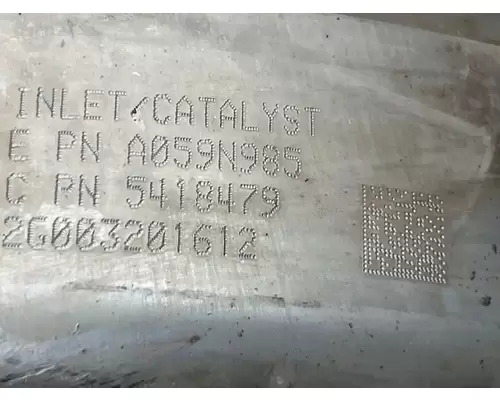 INLET/CATALYST
E PN A059N985
C PN 5418479
2G003201612